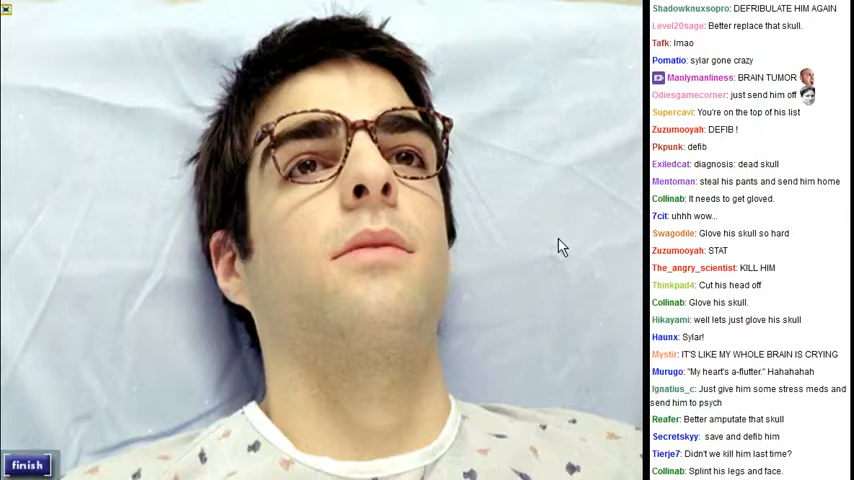 Shadowknuxsopro: DEFRIBULATE HIM AGAIN
Level20sage: Better replace that skull.
Tafk: lmao
Pomatio: sylar gone crazy
Manlymanliness: BRAIN TUMOR
Odiesgamecorner: just send him off
Supercavi: You're on the top of his list
Zuzumooyah: DEFIB !
Pkpunk: defib
Exiledcat: diagnosis: dead skull
Mentoman: steal his pants and send him home
Collinab: It needs to get gloved.
7cit: uhhh wow...
Swagodile: Glove his skull so hard
Zuzumooyah: STAT
The_angry_scientist: KILL HIM
Thinkpad4: Cut his head off
Collinab: Glove his skull.
Hikayami: well lets just glove his skull
Haunx: Sylar!
Mystir: IT'S LIKE MY WHOLE BRAIN IS CRYING
Murugo: "My heart's a-flutter." Hahahahah
Ignatius_c: Just give him some stress meds and
send him to psych
Reafer: Better amputate that skull
Secretskyy: save and defib him
Tierje7: Didn't we kill him last time?
Collinab: Splint his legs and face.
finish